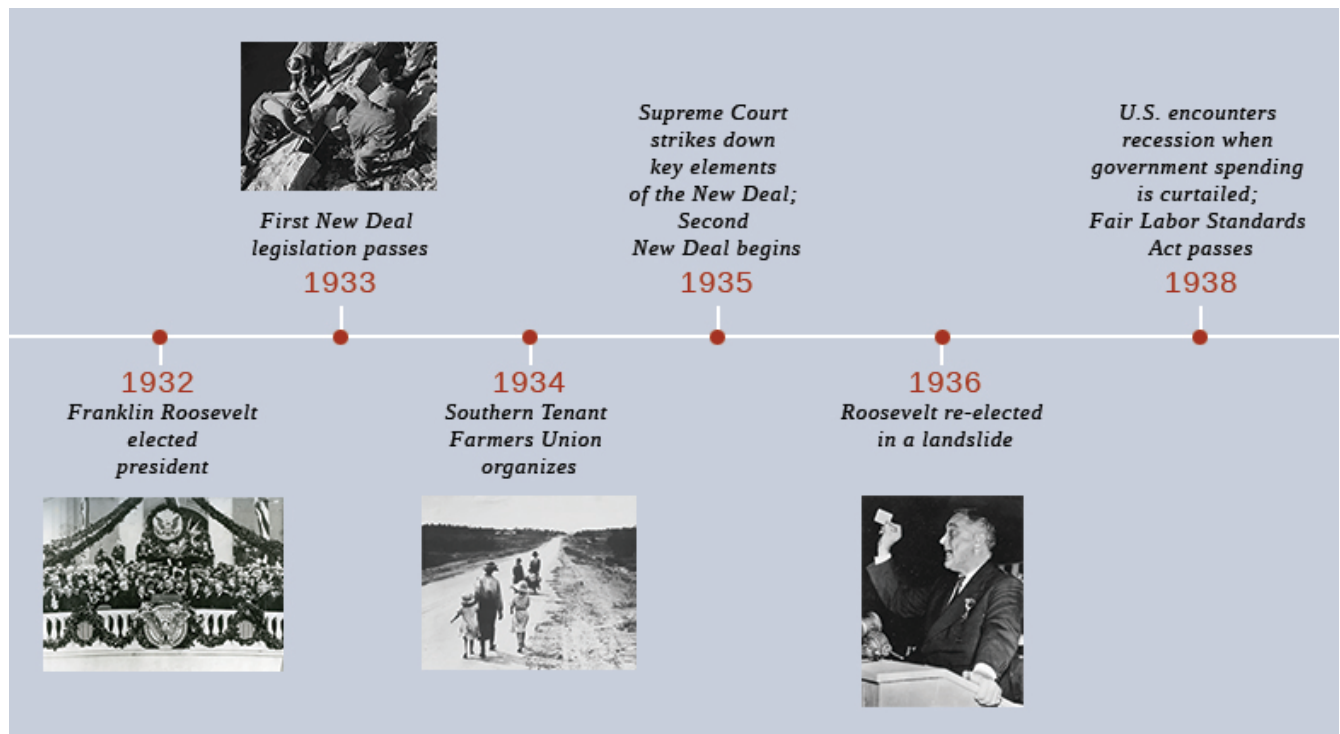 Supreme Court
strikes down
key elements
of the New Deal;
Second
New Deal begins
1935
U.S. encounters
recession when
government spending
is curtailed;
Fair Labor Standards
Act passes
1938
First New Deal
legislation passes
1933
1932
Franklin Roosevelt
elected
president
1934
Southern Tenant
Farmers Union
organizes
1936
Roosevelt re-elected
in a landslide